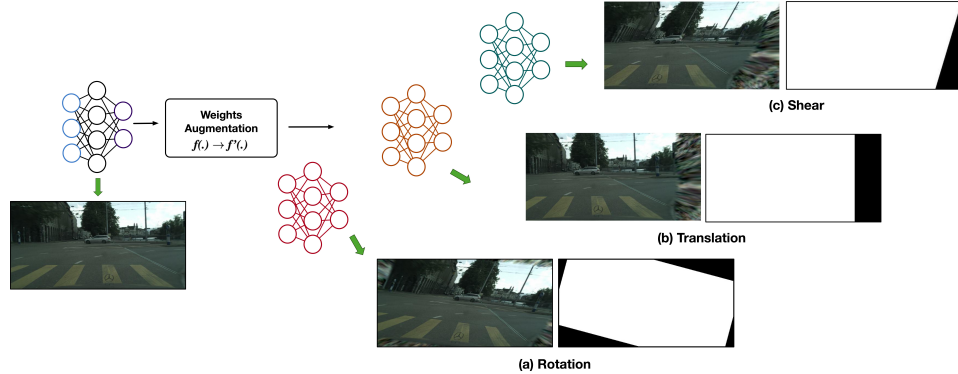 Weights
Augmentation
f(.) → f'(.)
(c) Shear
(b) Translation
(a) Rotation